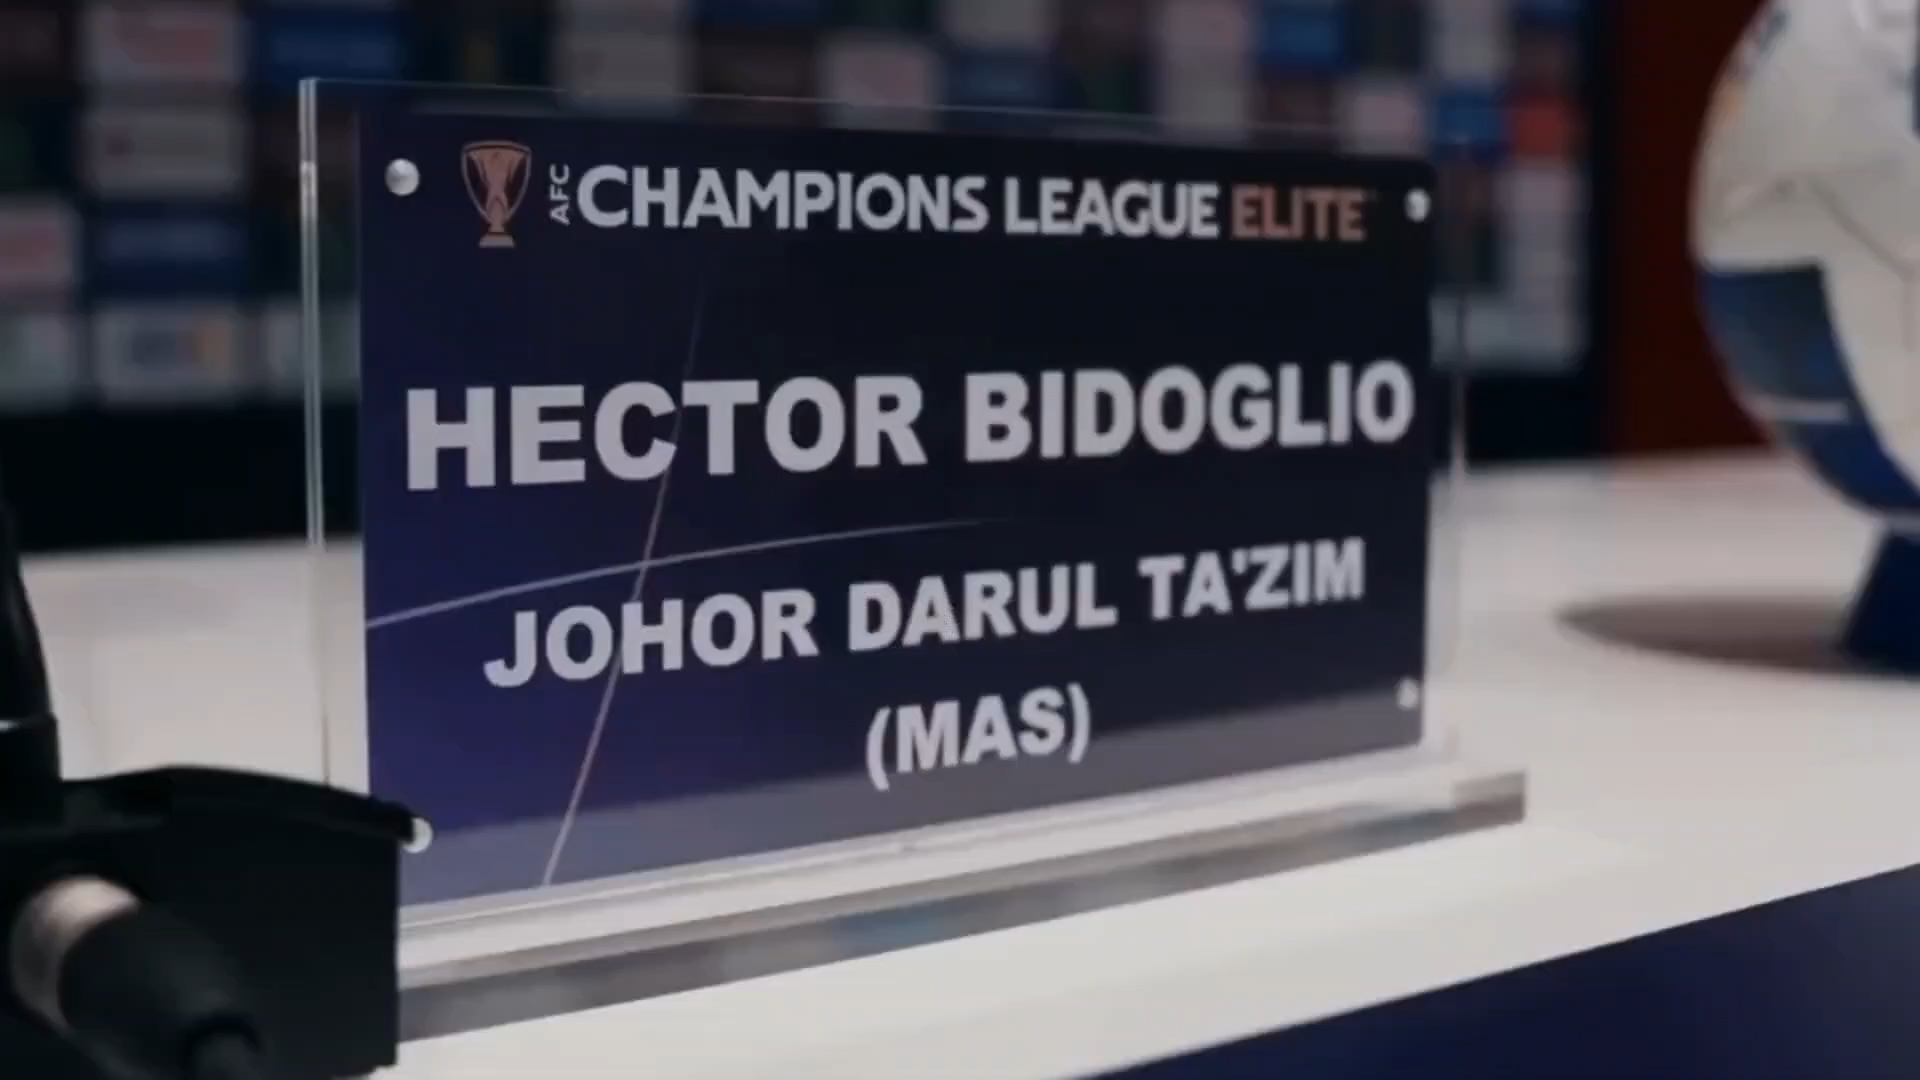 AFC CHAMPIONS LEAGUE ELITE
HECTOR BIDOGLIO
JOHOR DARUL TA'ZIM
(MAS)